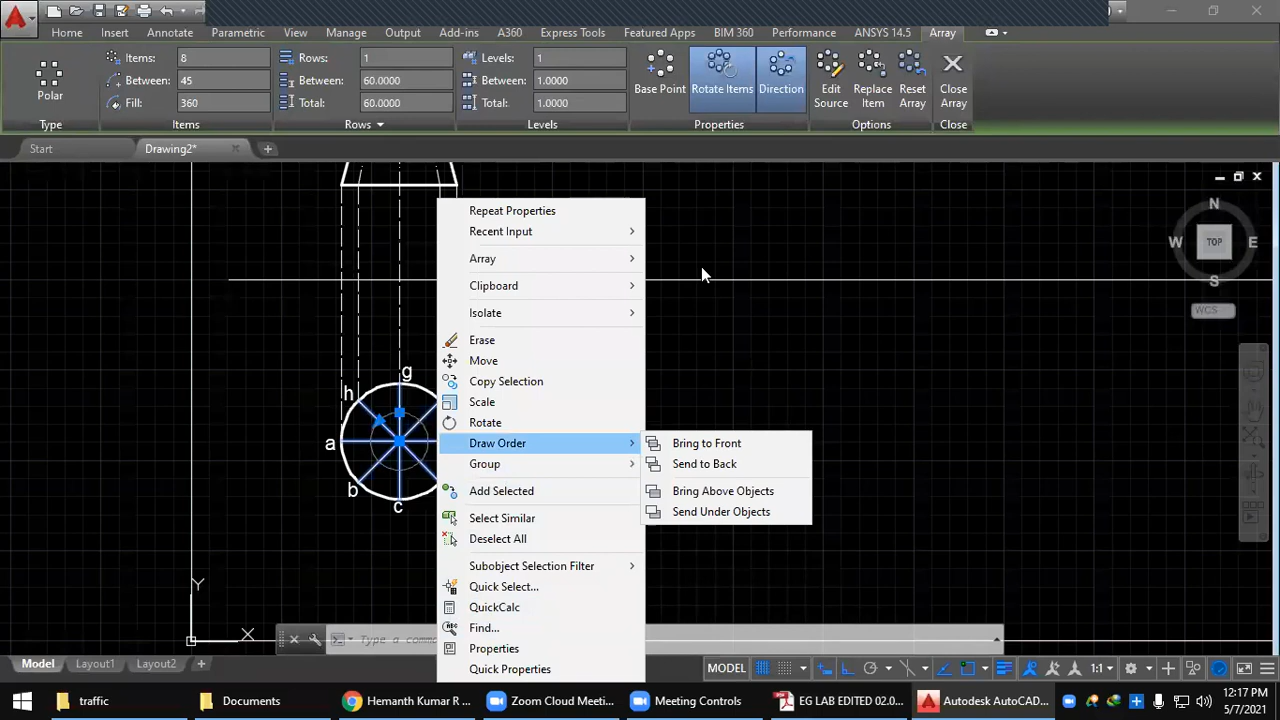 Home Insert Annotate Parametric View Manage Output Add-ins A360 Express Tools Featured Apps BIM 360 Performance ANSYS 14.5 Array
Polar
Type
Items: 8
Between: 45
Fill: 360
Items
Rows: 1
Between: 60.0000
Total: 60.0000
Rows
Levels: 1
Between: 1.0000
Total: 1.0000
Levels
Base Point
Rotate Items
Direction
Properties
Edit
Source
Replace
Item
Reset
Array
Options
Close
Array
Close
Start
Drawing2*
N
W
TOP
E
S
WCS
Repeat Properties
Recent Input
Array
Clipboard
Isolate
Erase
Move
Copy Selection
Scale
Rotate
Draw Order
Group
Add Selected
Select Similar
Deselect All
Subobject Selection Filter
Quick Select...
QuickCalc
Find...
Properties
Quick Properties
Bring to Front
Send to Back
Bring Above Objects
Send Under Objects
g
h
a
b
c
Y
X
Type a comm
Model Layout1 Layout2
MODEL
1:1
traffic
Documents
Hemanth Kumar R ...
Zoom Cloud Meeti...
Meeting Controls
EG LAB EDITED 02.0...
Autodesk AutoCAD...
12:17 PM
5/7/2021